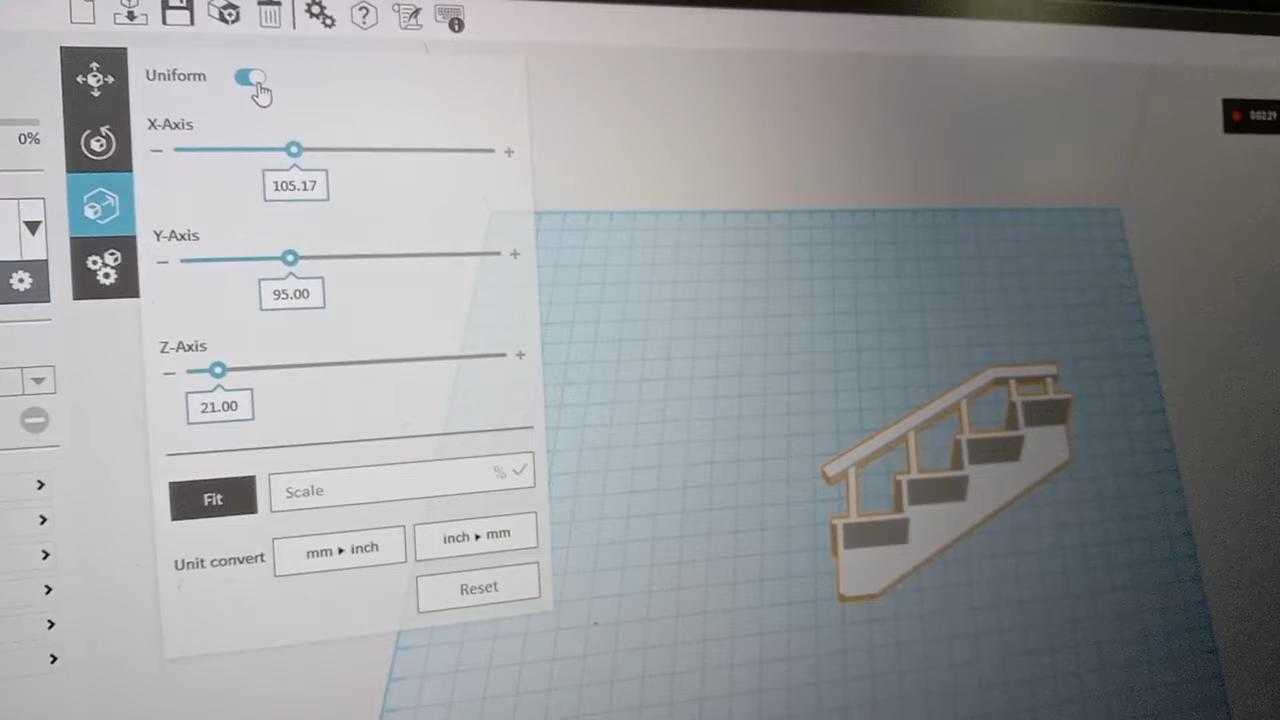 0%
Uniform
X-Axis
105.17
Y-Axis
95.00
Z-Axis
21.00
Fit
Scale
%
Unit convert
mm ▸ inch
inch ▸ mm
Reset